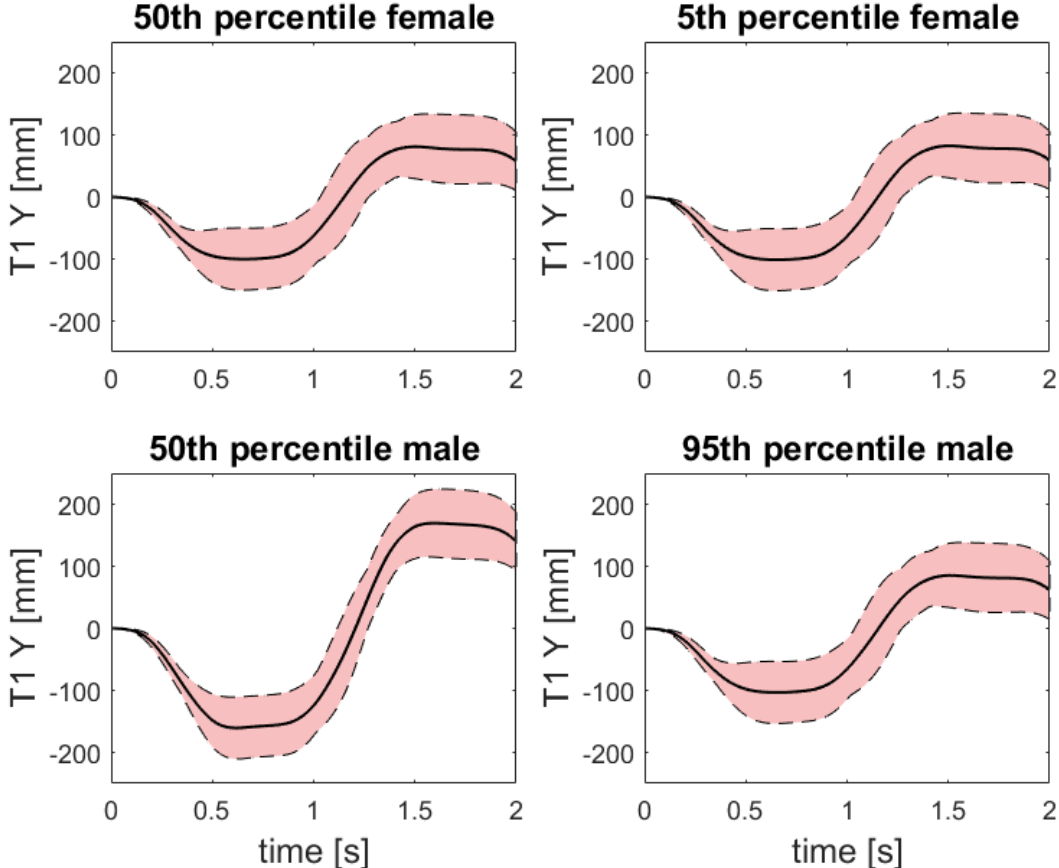 50th percentile female
T1 Y [mm]
200
100
0
-100
-200
0 0.5 1 1.5 2
5th percentile female
T1 Y [mm]
200
100
0
-100
-200
0 0.5 1 1.5 2
50th percentile male
T1 Y [mm]
200
100
0
-100
-200
0 0.5 1 1.5 2
time [s]
95th percentile male
T1 Y [mm]
200
100
0
-100
-200
0 0.5 1 1.5 2
time [s]